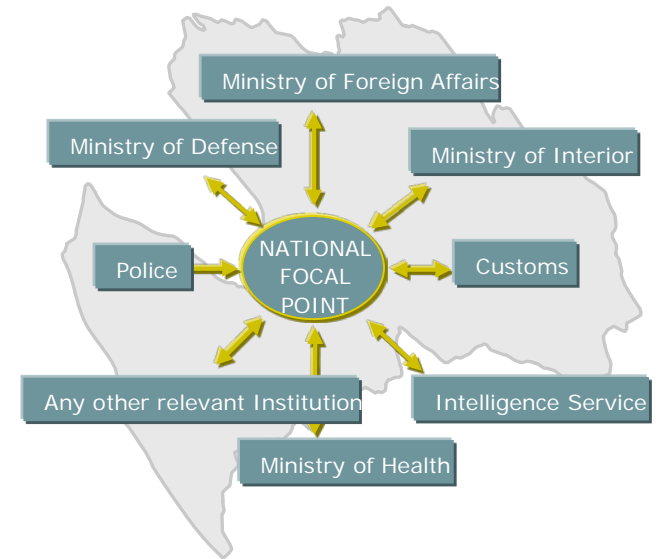 Ministry of Foreign Affairs
Ministry of Defense
Ministry of Interior
NATIONAL
FOCAL
POINT
Police
Customs
Any other relevant Institution
Intelligence Service
Ministry of Health